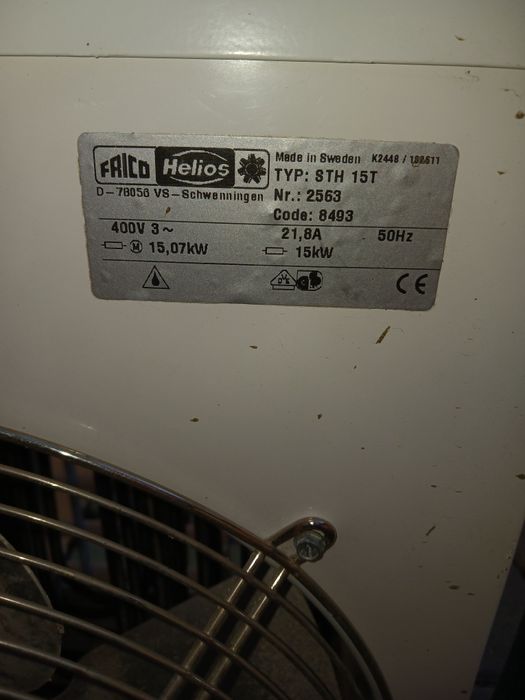 FRICO Helios Made in Sweden K2448 /
TYP: STH 15T
D-78056 VS-Schwenningen Nr.: 2563
Code: 8493
400V 3~ 21,8A 50Hz
M 15,07kW 15kW
CE